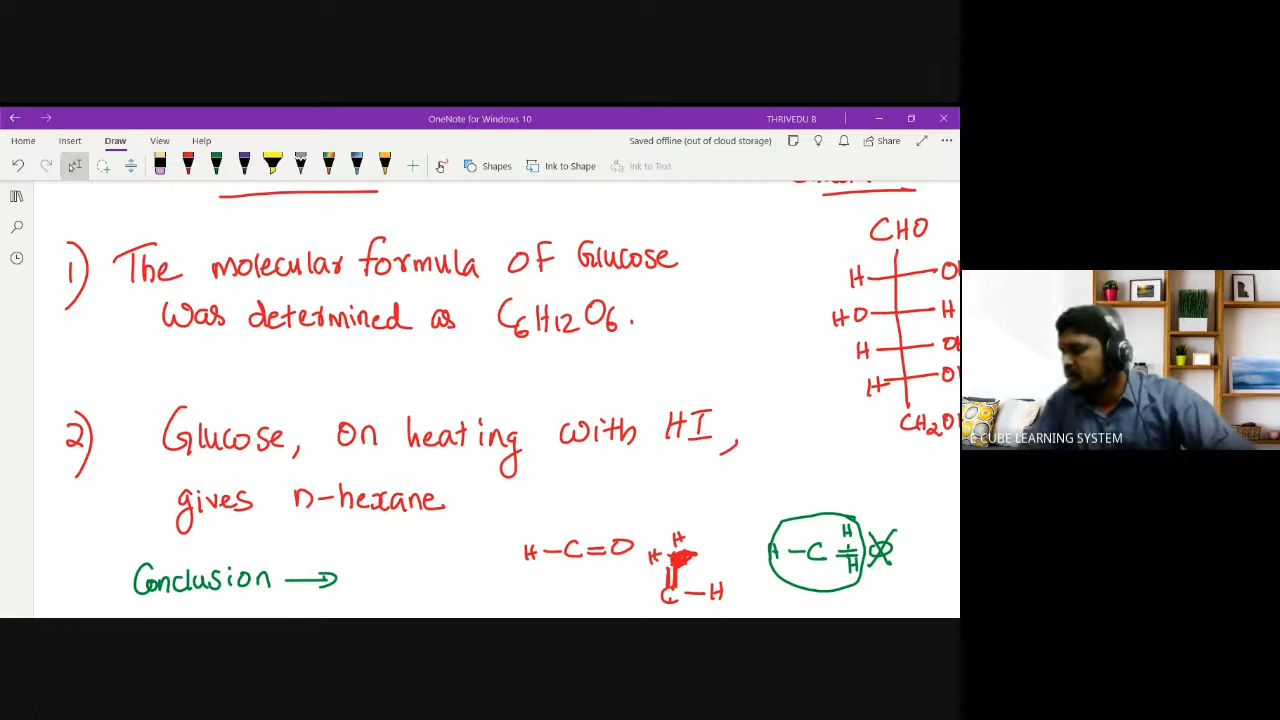 OneNote for Windows 10
THRIVEDU B
Home Insert Draw View Help
Saved offline (out of cloud storage)
Share
Shapes
Ink to Shape
Ink to Text
CHO
1) The molecular formula of Glucose
was determined as C6H12O6.
H
HO H
H
H
CH2O
2) Glucose, on heating with HI,
gives n-hexane
Conclusion →
H-C=O
H
H
C-H
H
H-C
H
O
C CUBE LEARNING SYSTEM